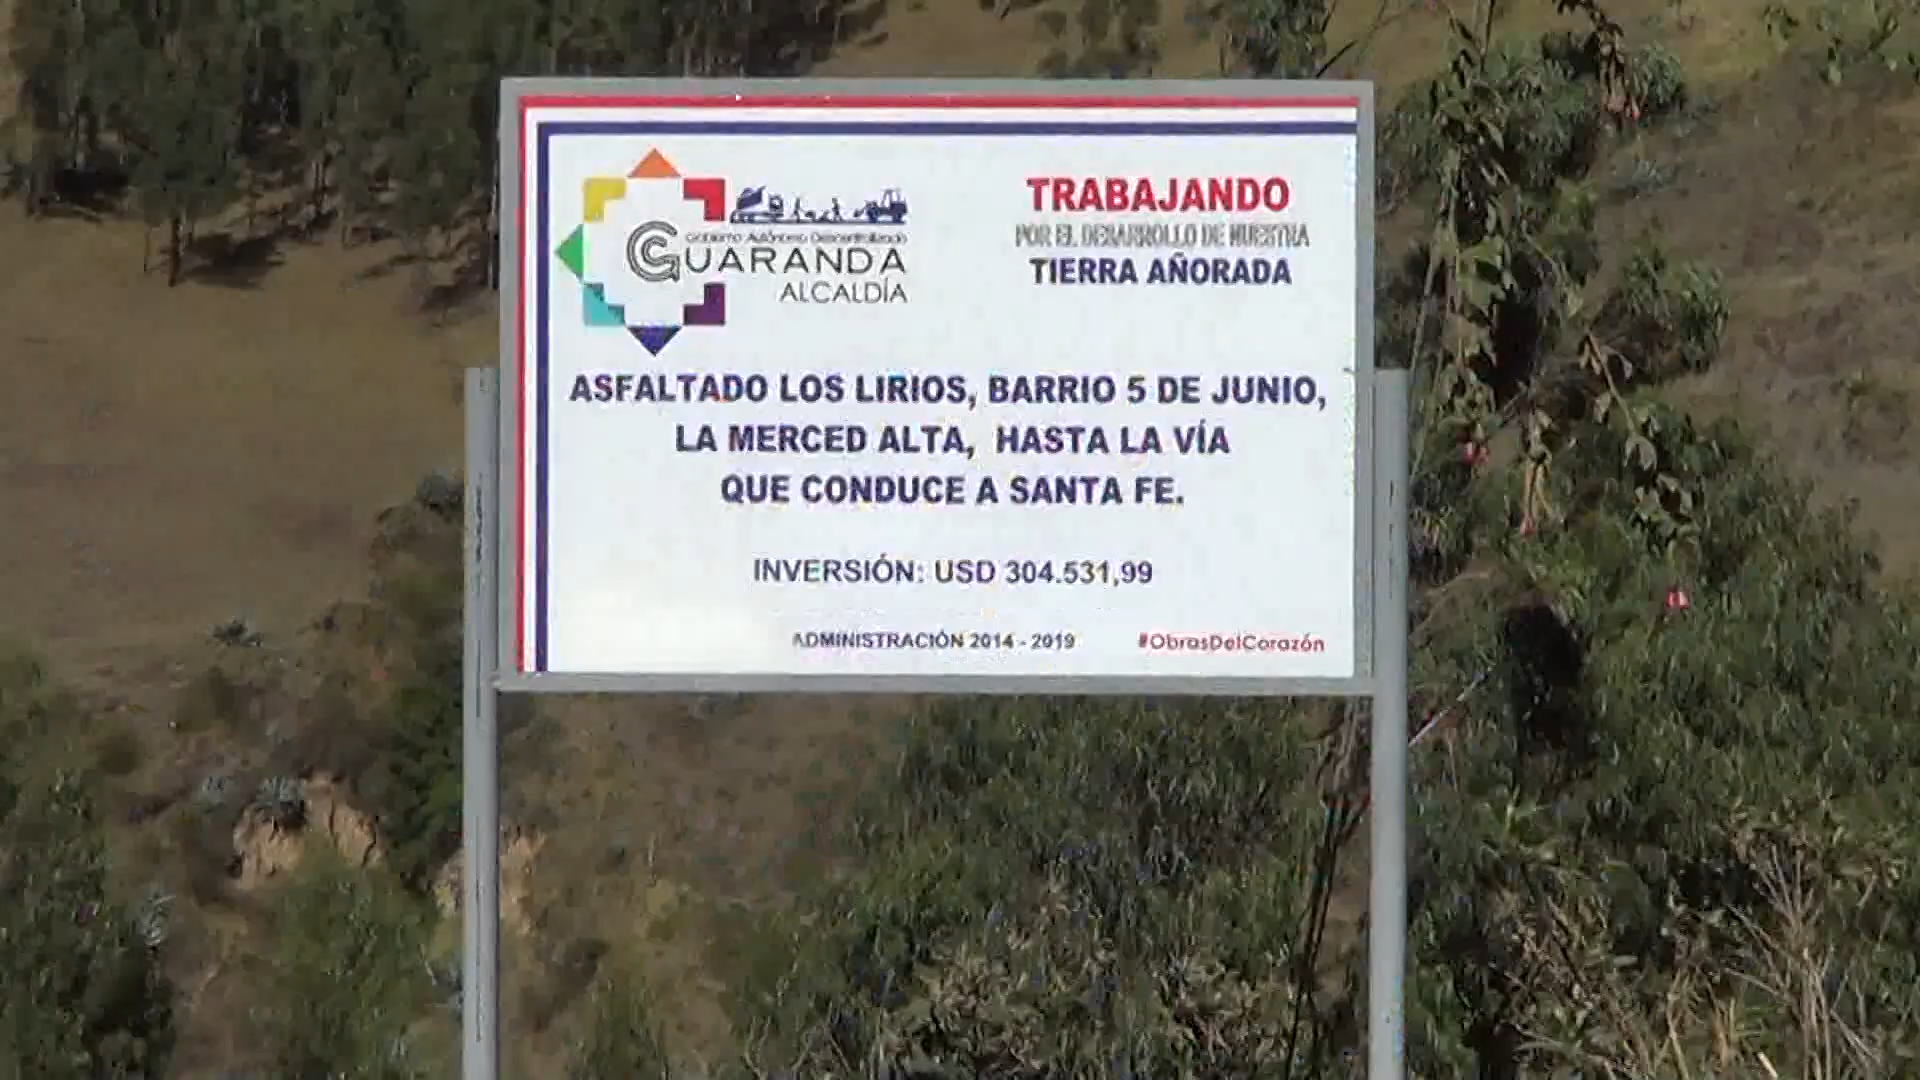 Gobierno Autónomo Descentralizado
GUARANDA
ALCALDÍA
TRABAJANDO
POR EL DESARROLLO DE NUESTRA
TIERRA AÑORADA
ASFALTADO LOS LIRIOS, BARRIO 5 DE JUNIO,
LA MERCED ALTA, HASTA LA VÍA
QUE CONDUCE A SANTA FE.
INVERSIÓN: USD 304.531,99
ADMINISTRACIÓN 2014 - 2019
#ObrasDelCorazón